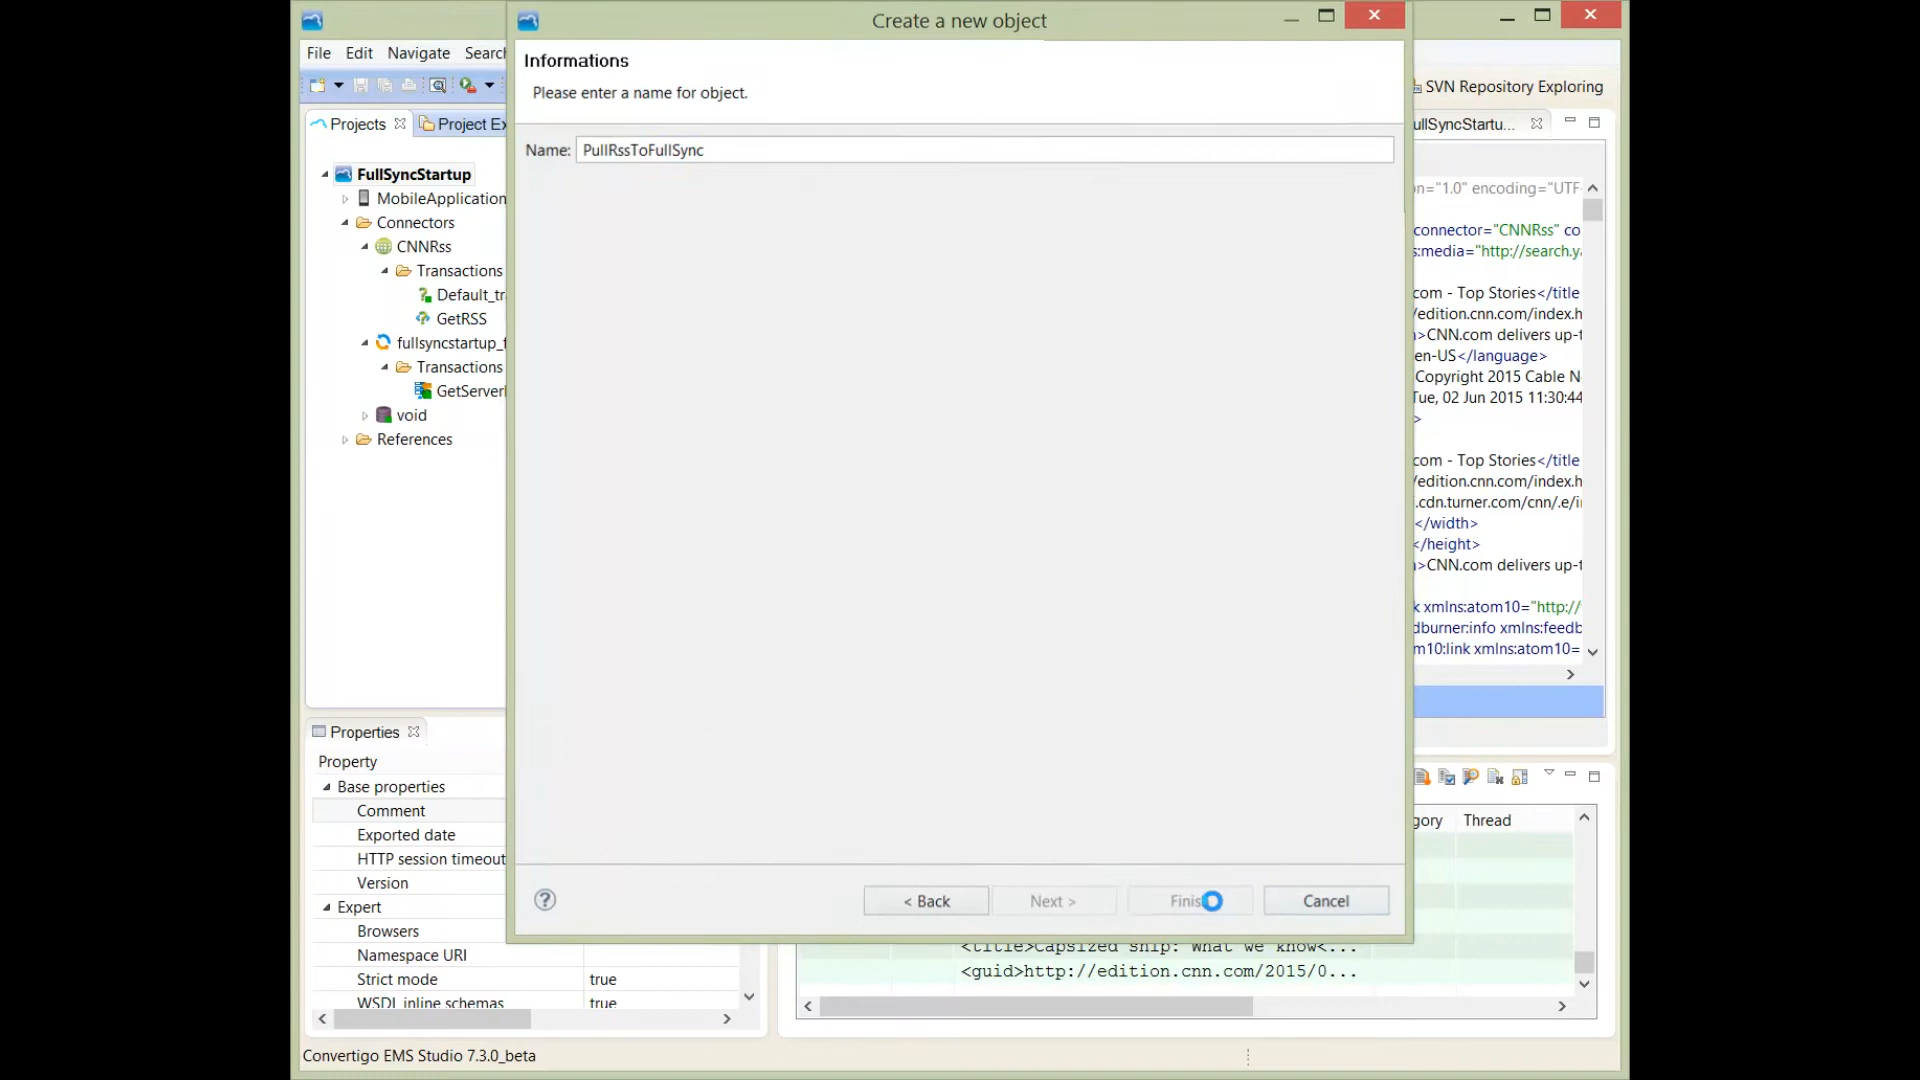 Create a new object
File Edit Navigate Search
SVN Repository Exploring
Projects
Project Ex
ullSyncStartu...
Informations
Please enter a name for object.
Name: PullRssToFullSync
FullSyncStartup
MobileApplication
Connectors
CNNRss
Transactions
Default_tr
GetRSS
fullsyncstartup_f
Transactions
GetServerI
void
References
on="1.0" encoding="UTF-
connector="CNNRss" co
s:media="http://search.y
com - Top Stories</title
/edition.cnn.com/index.h
>CNN.com delivers up-t
en-US</language>
Copyright 2015 Cable N
Tue, 02 Jun 2015 11:30:44
>
com - Top Stories</title
/edition.cnn.com/index.h
.cdn.turner.com/cnn/.e/i
</width>
</height>
>CNN.com delivers up-t
k xmlns:atom10="http://
dburner:info xmlns:feedb
m10:link xmlns:atom10=
Properties
Property
Base properties
Comment
Exported date
HTTP session timeout
Version
Expert
Browsers
Namespace URI
Strict mode true
WSDL inline schemas true
gory Thread
< Back Next > Finis Cancel
<title>Capsized ship: What we know<...
<guid>http://edition.cnn.com/2015/0...
Convertigo EMS Studio 7.3.0_beta